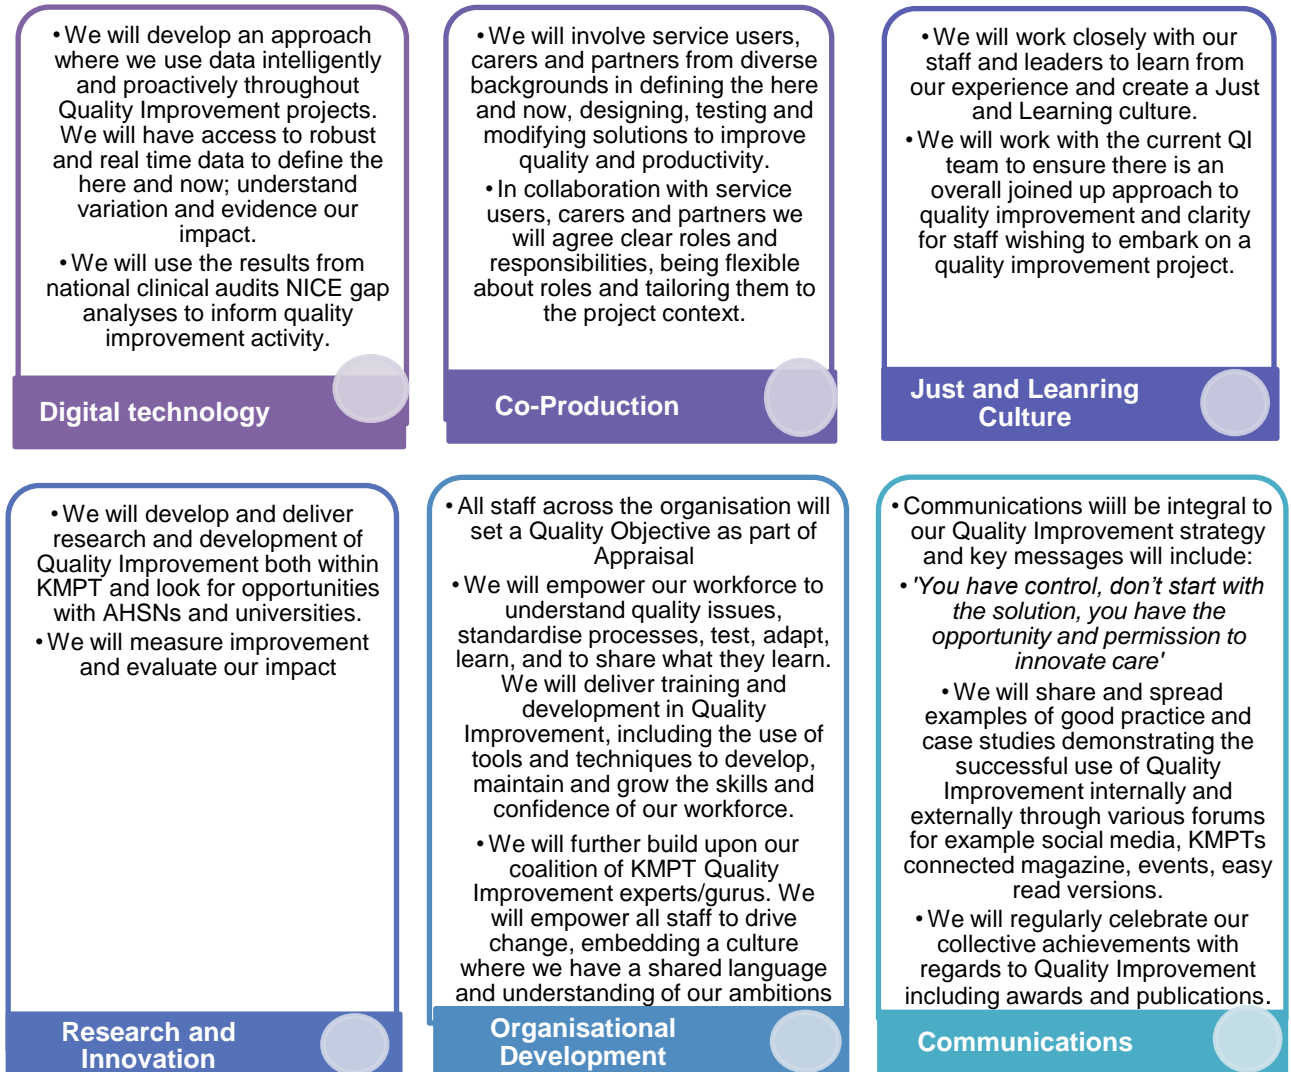 • We will develop an approach
where we use data intelligently
and proactively throughout
Quality Improvement projects.
We will have access to robust
and real time data to define the
here and now; understand
variation and evidence our
impact.
• We will use the results from
national clinical audits NICE gap
analyses to inform quality
improvement activity.
Digital technology
• We will involve service users,
carers and partners from diverse
backgrounds in defining the here
and now, designing, testing and
modifying solutions to improve
quality and productivity.
• In collaboration with service
users, carers and partners we
will agree clear roles and
responsibilities, being flexible
about roles and tailoring them to
the project context.
Co-Production
• We will work closely with our
staff and leaders to learn from
our experience and create a Just
and Learning culture.
• We will work with the current QI
team to ensure there is an
overall joined up approach to
quality improvement and clarity
for staff wishing to embark on a
quality improvement project.
Just and Leanring
Culture
• We will develop and deliver
research and development of
Quality Improvement both within
KMPT and look for opportunities
with AHSNs and universities.
• We will measure improvement
and evaluate our impact
Research and
Innovation
• All staff across the organisation will
set a Quality Objective as part of
Appraisal
• We will empower our workforce to
understand quality issues,
standardise processes, test, adapt,
learn, and to share what they learn.
We will deliver training and
development in Quality
Improvement, including the use of
tools and techniques to develop,
maintain and grow the skills and
confidence of our workforce.
• We will further build upon our
coalition of KMPT Quality
Improvement experts/gurus. We
will empower all staff to drive
change, embedding a culture
where we have a shared language
and understanding of our ambitions
Organisational
Development
• Communications wiill be integral to
our Quality Improvement strategy
and key messages will include:
• 'You have control, don’t start with
the solution, you have the
opportunity and permission to
innovate care'
• We will share and spread
examples of good practice and
case studies demonstrating the
successful use of Quality
Improvement internally and
externally through various forums
for example social media, KMPTs
connected magazine, events, easy
read versions.
• We will regularly celebrate our
collective achievements with
regards to Quality Improvement
including awards and publications.
Communications